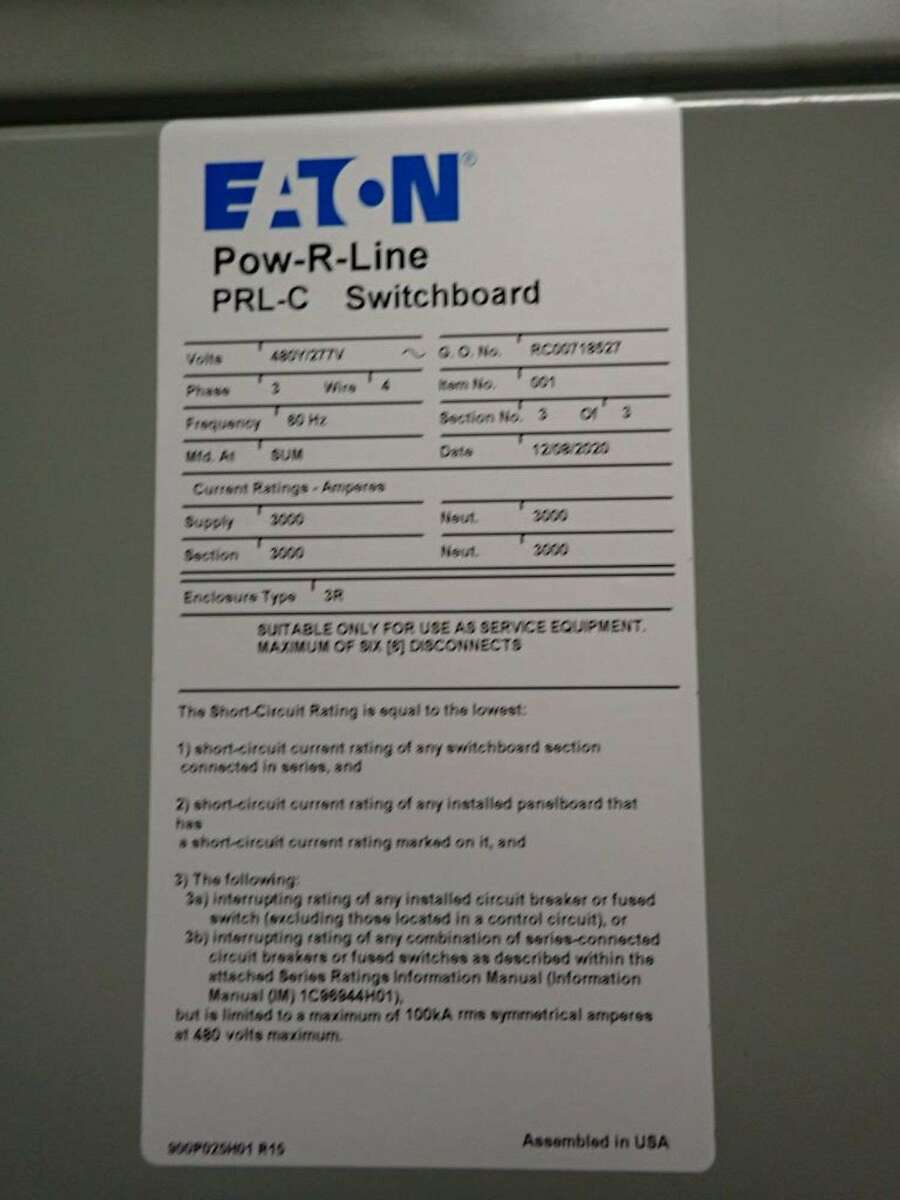 EATON®
Pow-R-Line
PRL-C Switchboard
Volts 480Y/277V ~ G. O. No. RC00718527
Phase 3 Wire 4 Item No. 001
Frequency 60 Hz Section No. 3 Of 3
Mfd. At SUM Date 12/08/2020
Current Ratings - Amperes
Supply 3000 Neut. 3000
Section 3000 Neut. 3000
Enclosure Type 3R
SUITABLE ONLY FOR USE AS SERVICE EQUIPMENT.
MAXIMUM OF SIX [6] DISCONNECTS
The Short-Circuit Rating is equal to the lowest:
1) short-circuit current rating of any switchboard section
connected in series, and
2) short-circuit current rating of any installed panelboard that
has
a short-circuit current rating marked on it, and
3) The following:
3a) interrupting rating of any installed circuit breaker or fused
switch (excluding those located in a control circuit), or
3b) interrupting rating of any combination of series-connected
circuit breakers or fused switches as described within the
attached Series Ratings Information Manual (Information
Manual (IM) 1C96944H01),
but is limited to a maximum of 100kA rms symmetrical amperes
at 480 volts maximum.
900P025H01 R15 Assembled in USA